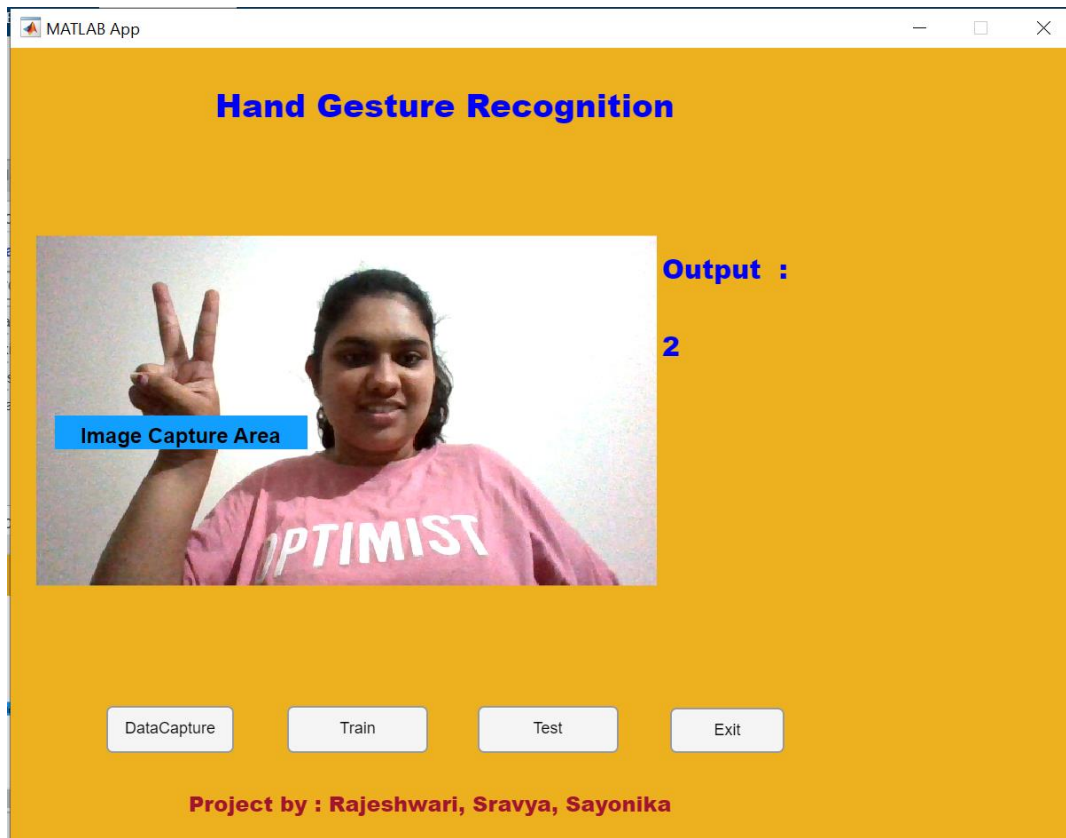 MATLAB App
Hand Gesture Recognition
Output :
2
Image Capture Area
OPTIMIST
DataCapture
Train
Test
Exit
Project by : Rajeshwari, Sravya, Sayonika